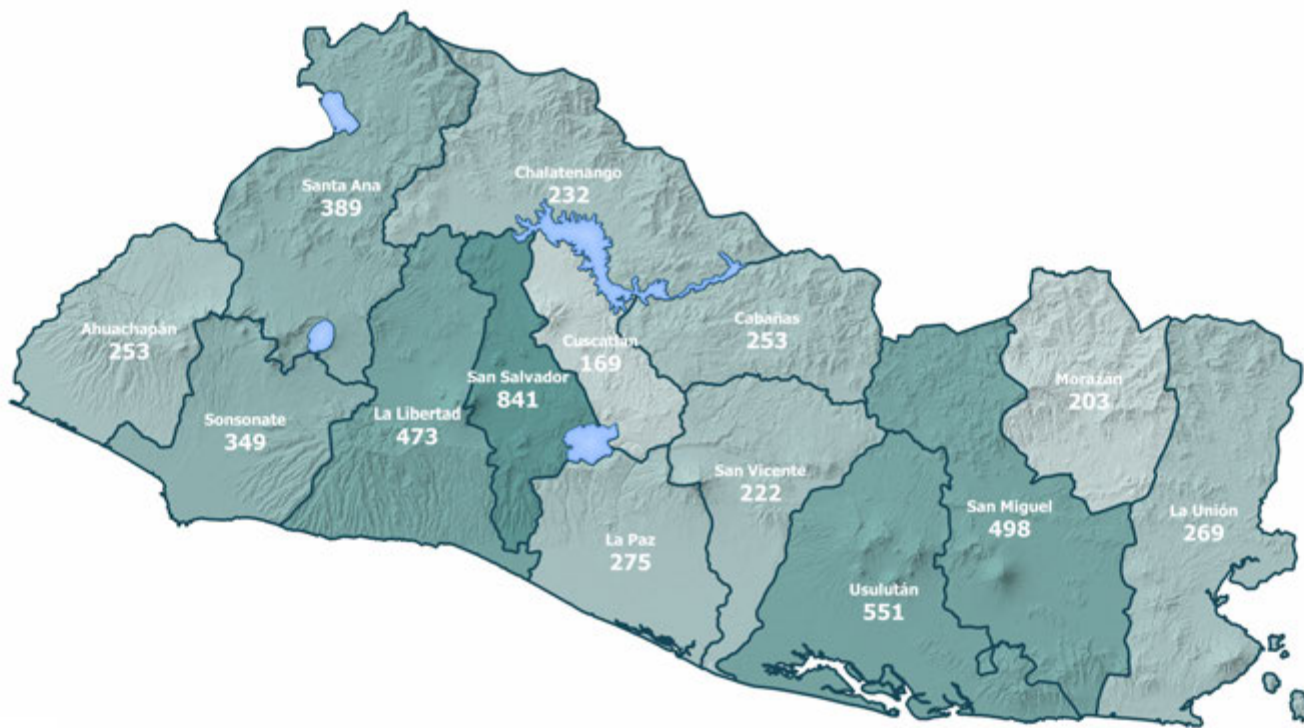 Chalatenango
232
Santa Ana
389
Ahuachapán
253
Cabañas
253
Cuscatlán
169
San Salvador
841
Morazán
203
La Libertad
473
Sonsonate
349
San Vicente
222
San Miguel
498
La Unión
269
La Paz
275
Usulután
551